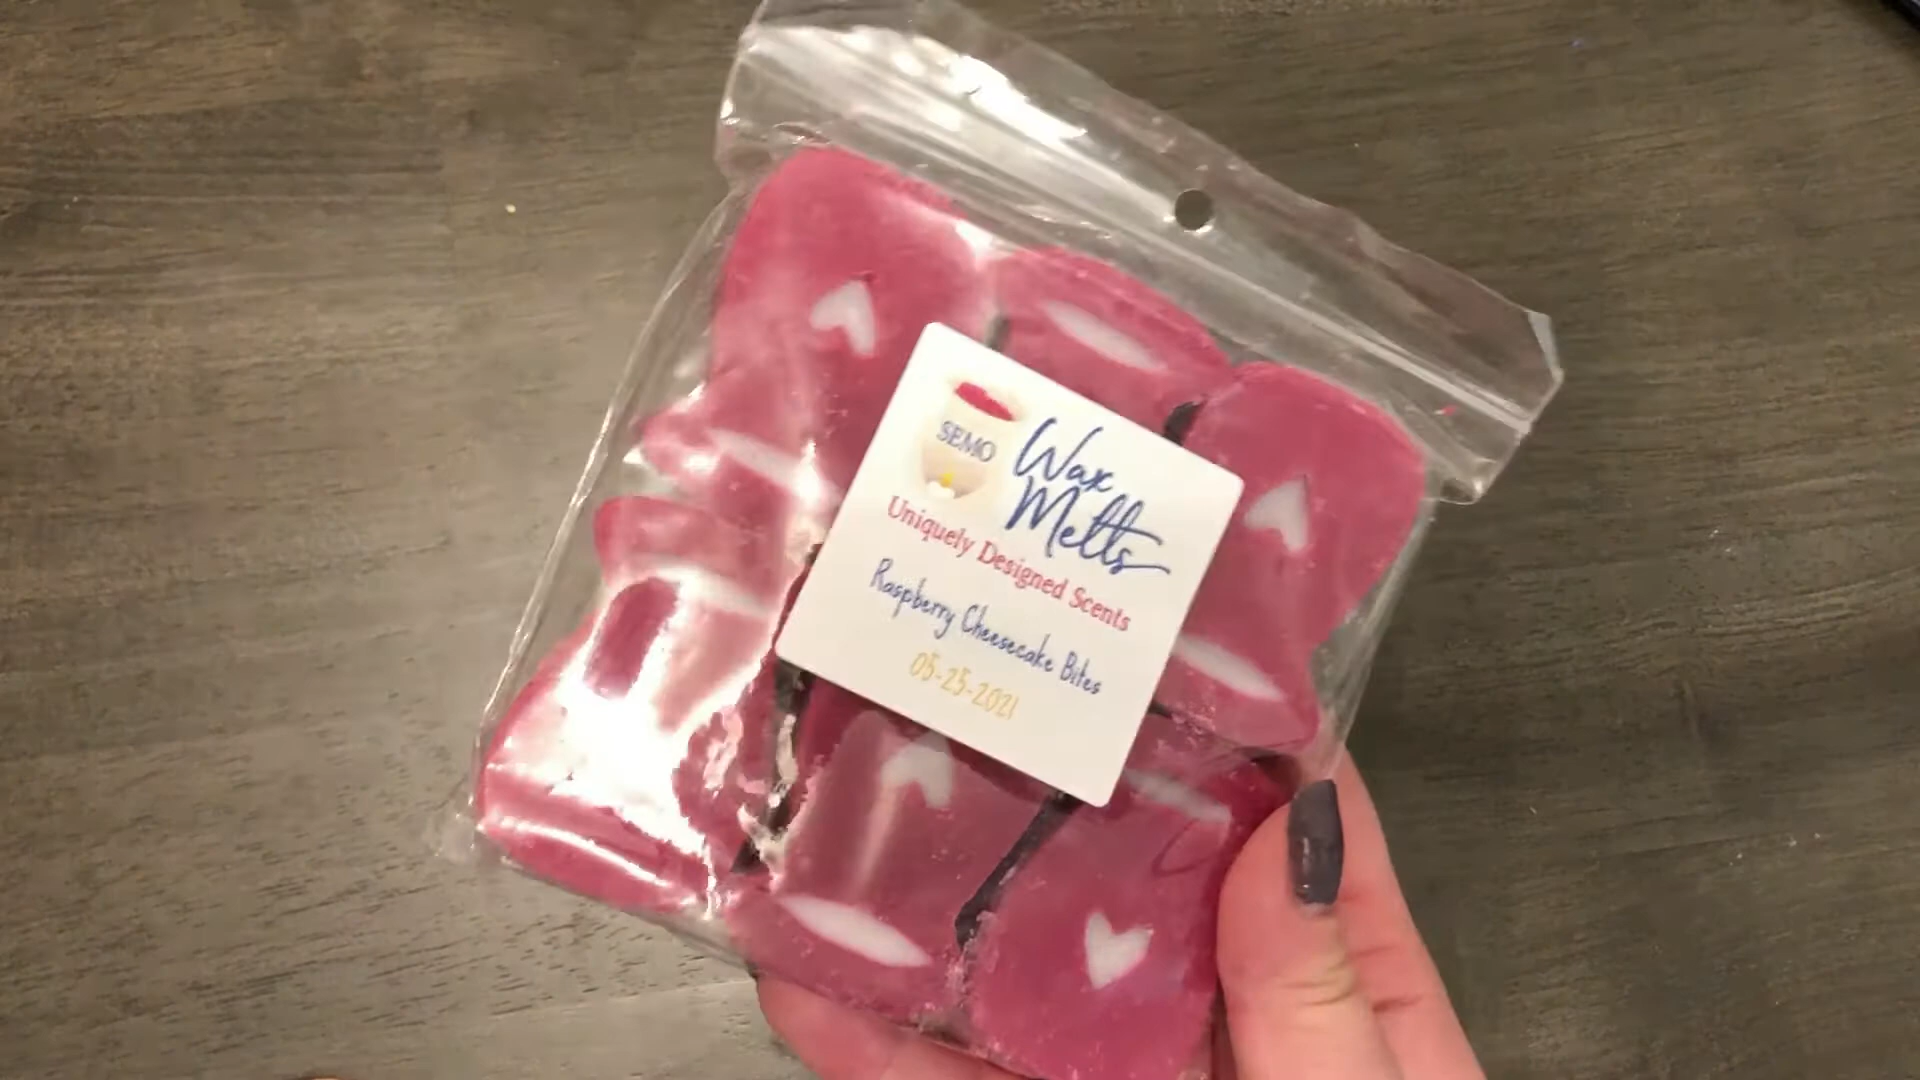 SEMO
Wax
Melts
Uniquely Designed Scents
Raspberry Cheesecake Bites
05-25-2021